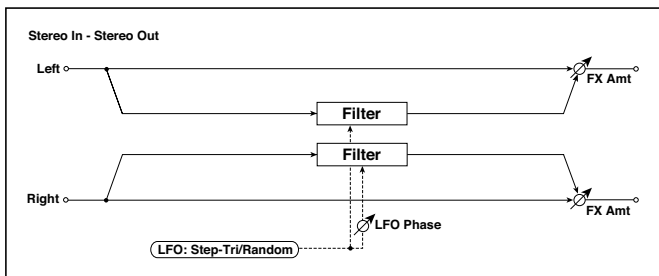 Stereo In - Stereo Out
Left
FX Amt
Filter
Filter
Right
FX Amt
LFO Phase
LFO: Step-Tri/Random